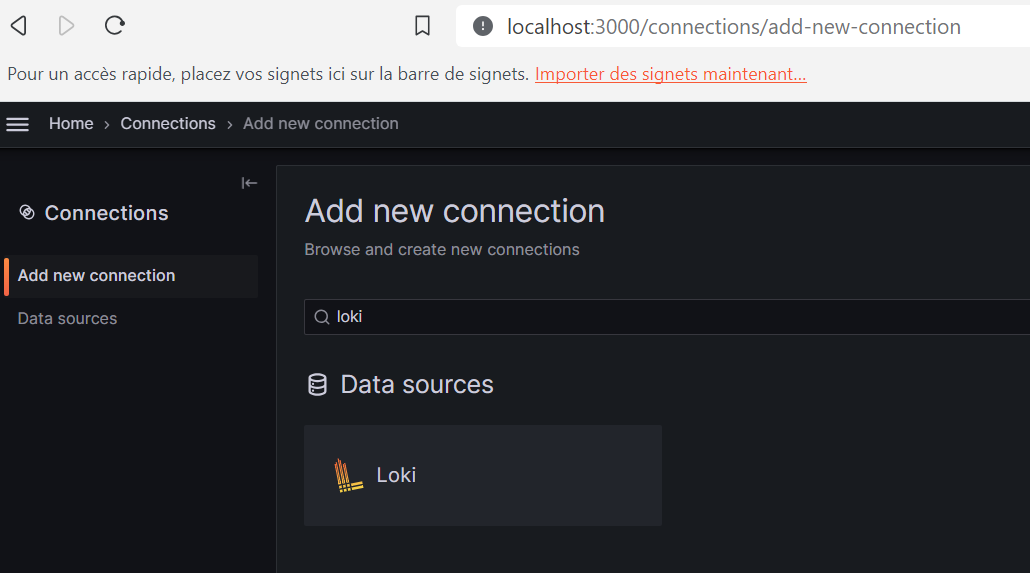 localhost:3000/connections/add-new-connection
Pour un accès rapide, placez vos signets ici sur la barre de signets. Importer des signets maintenant...
Home › Connections › Add new connection
Connections
Add new connection
Data sources
Add new connection
Browse and create new connections
loki
Data sources
Loki